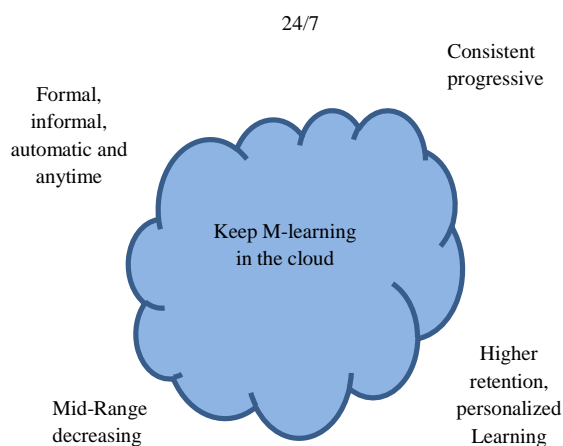 24/7
Consistent
progressive
Formal,
informal,
automatic and
anytime
Keep M-learning
in the cloud
Higher
retention,
personalized
Learning
Mid-Range
decreasing